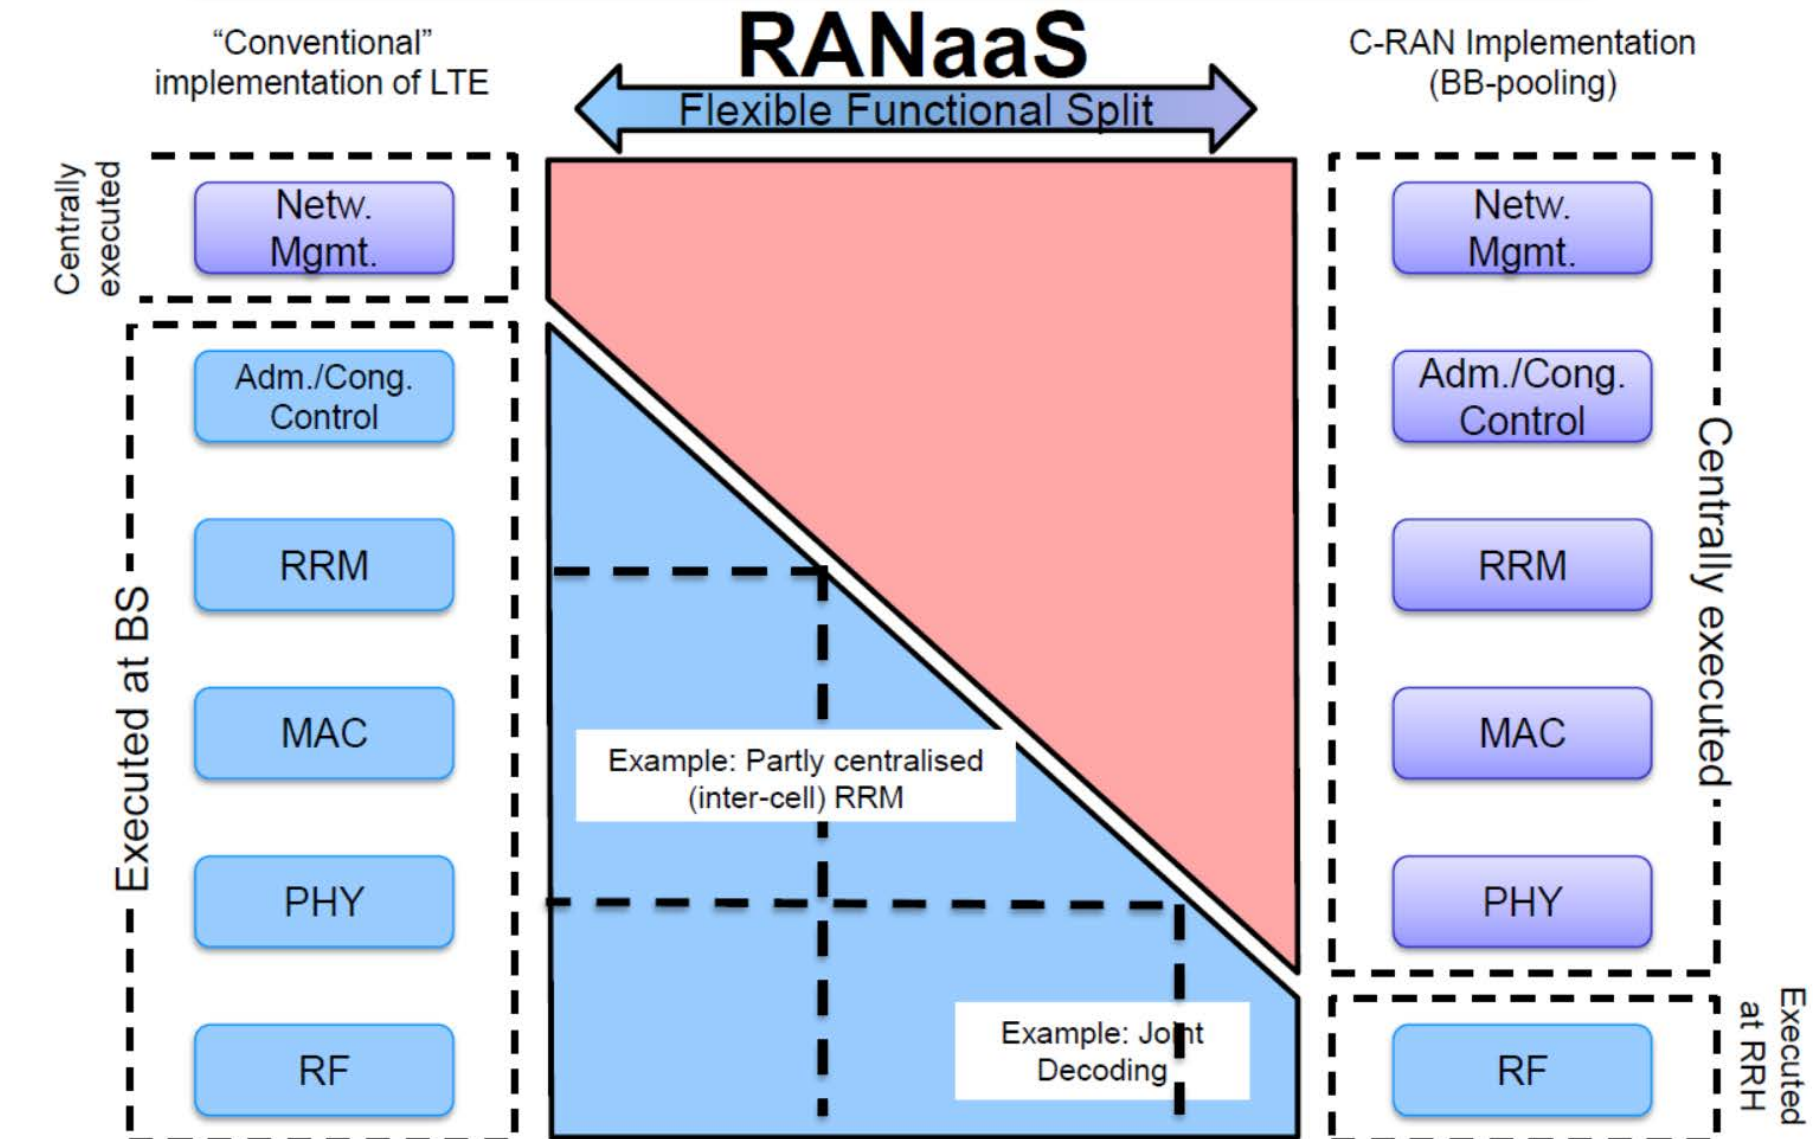 “Conventional”
implementation of LTE
RANaaS
Flexible Functional Split
C-RAN Implementation
(BB-pooling)
Centrally
executed
Netw.
Mgmt.
Executed at BS
Adm./Cong.
Control
RRM
MAC
PHY
RF
Example: Partly centralised
(inter-cell) RRM
Example: Joint
Decoding
Netw.
Mgmt.
Adm./Cong.
Control
RRM
MAC
PHY
Centrally executed
RF
Executed
at RRH